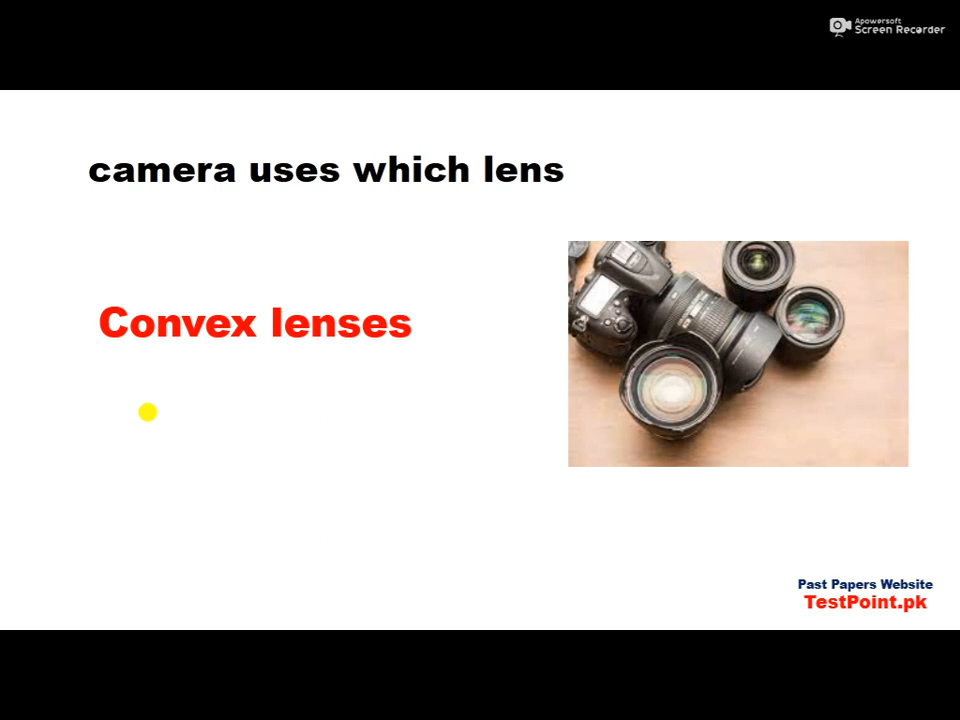 Apowersoft
Screen Recorder
camera uses which lens
Convex lenses
Past Papers Website
TestPoint.pk